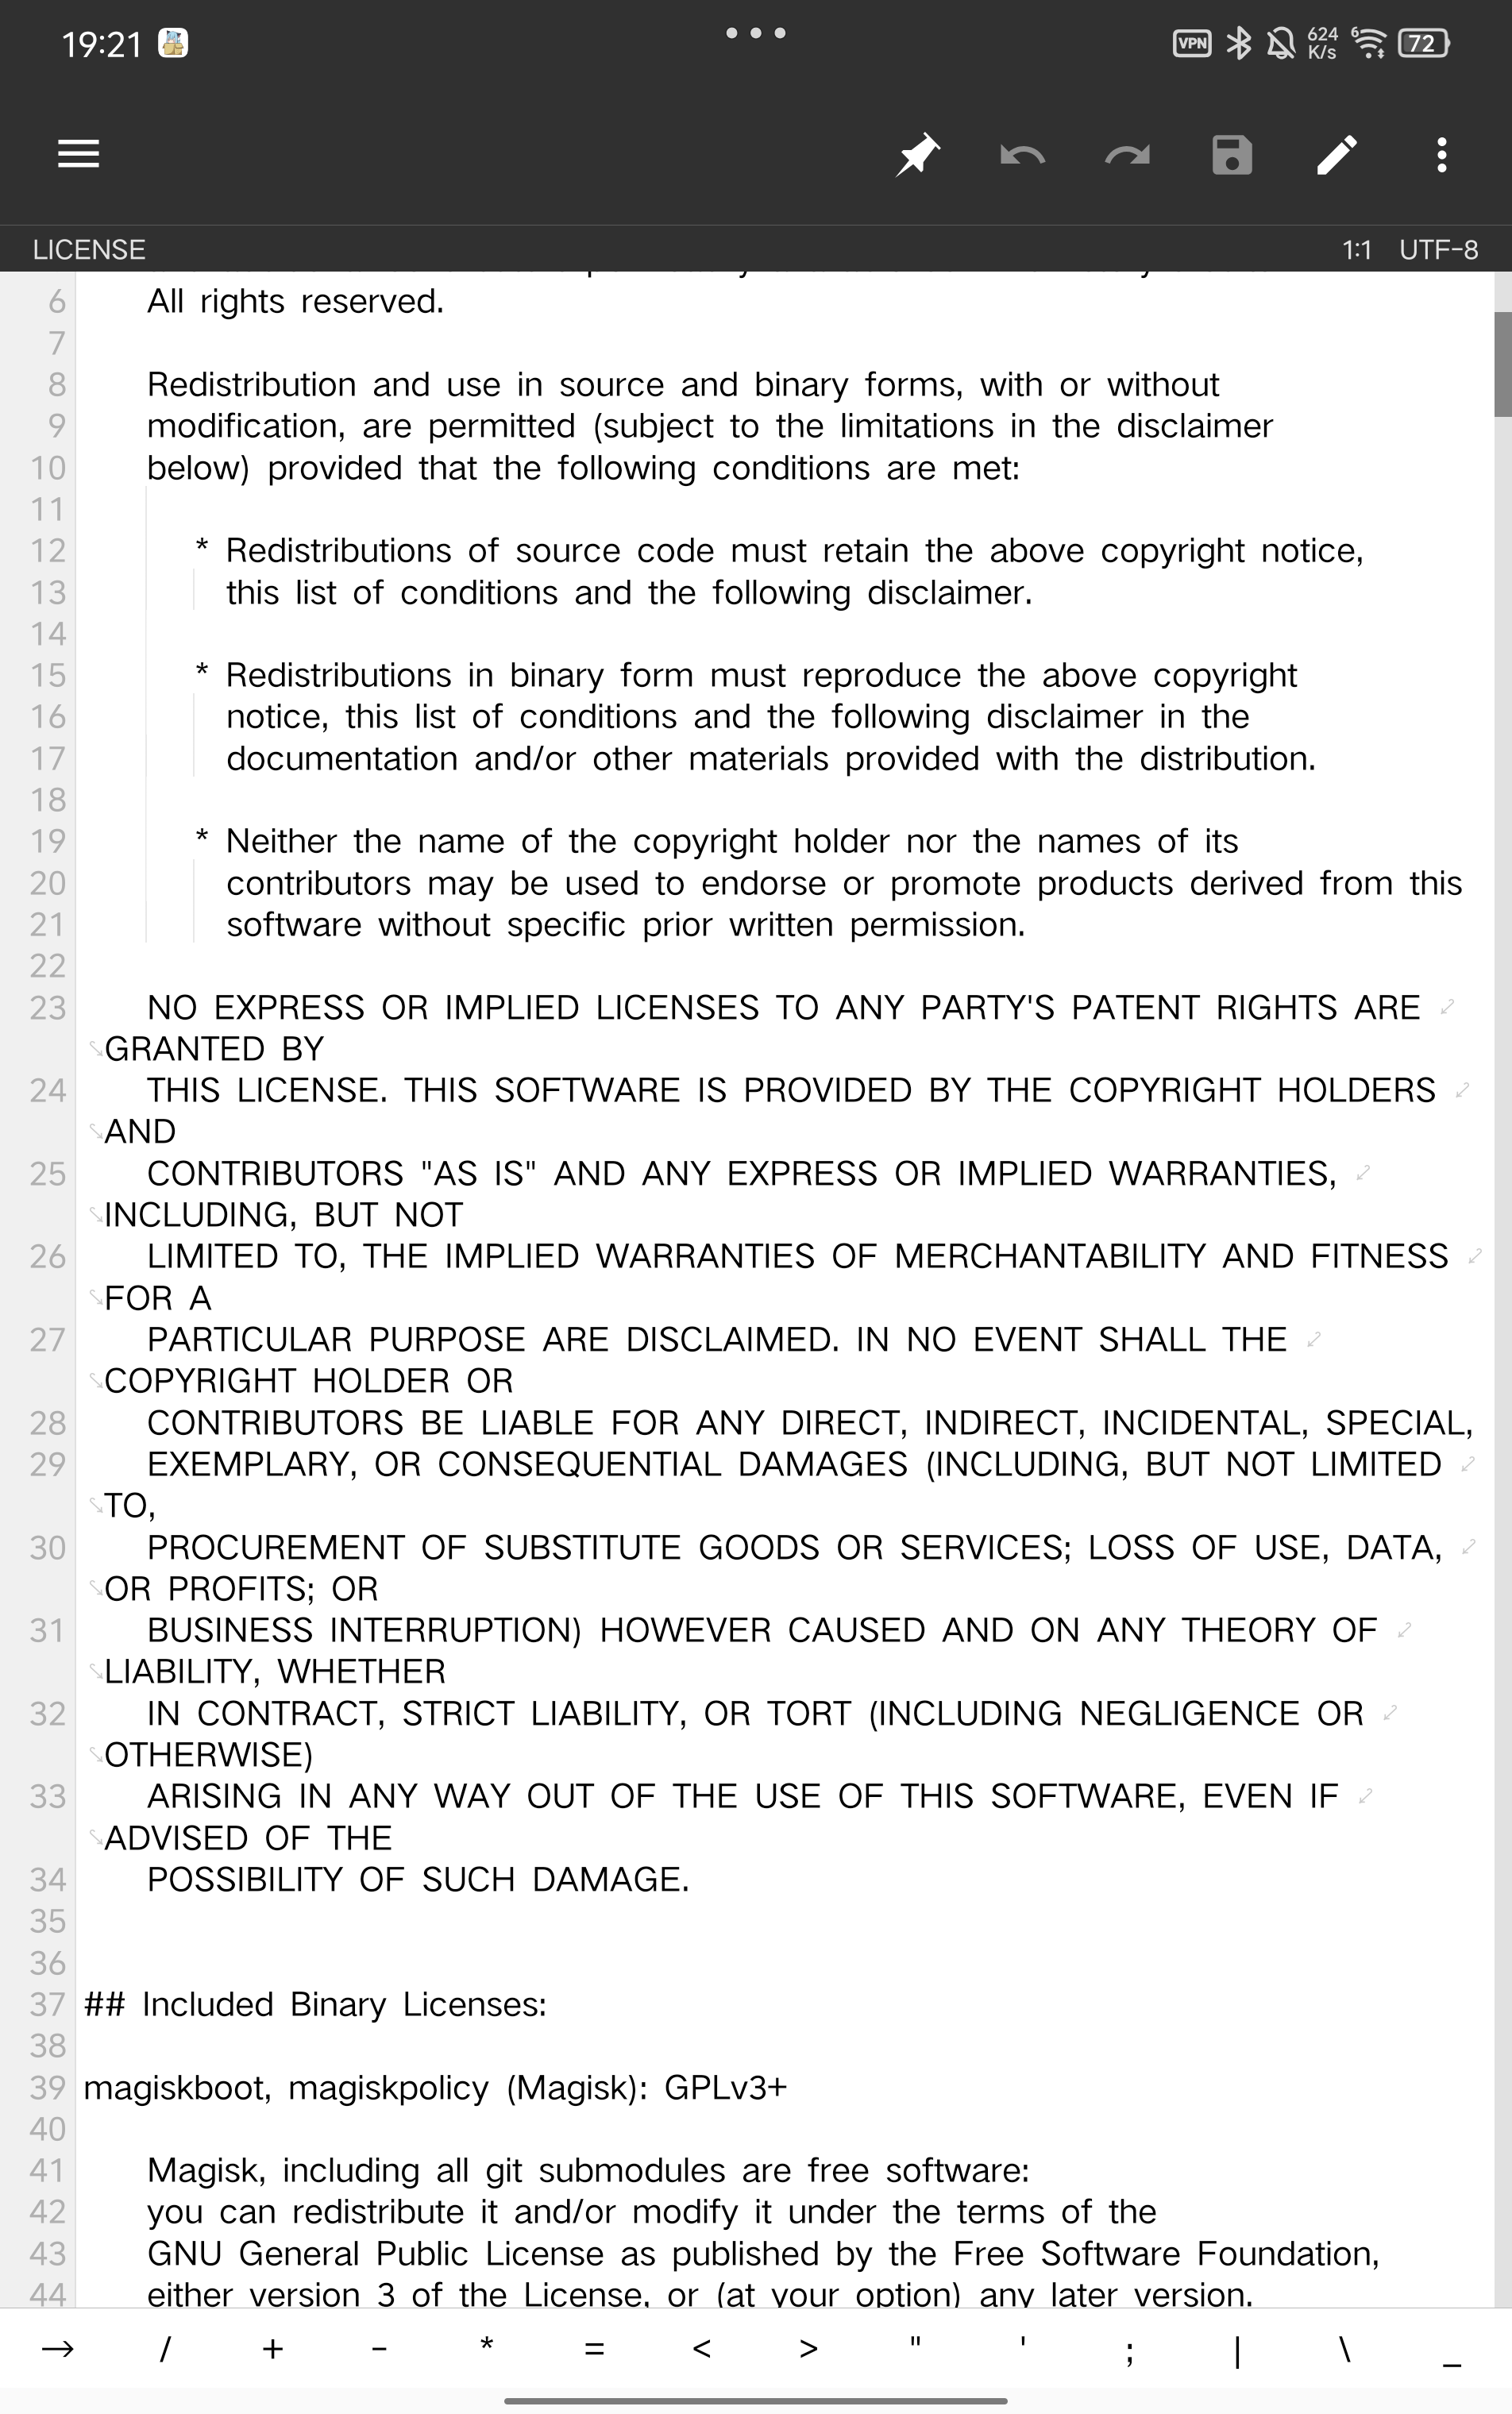 19:21
VPN 624 K/s 6 72
LICENSE 1:1 UTF-8
6 All rights reserved.
7
8 Redistribution and use in source and binary forms, with or without
9 modification, are permitted (subject to the limitations in the disclaimer
10 below) provided that the following conditions are met:
11
12 * Redistributions of source code must retain the above copyright notice,
13 this list of conditions and the following disclaimer.
14
15 * Redistributions in binary form must reproduce the above copyright
16 notice, this list of conditions and the following disclaimer in the
17 documentation and/or other materials provided with the distribution.
18
19 * Neither the name of the copyright holder nor the names of its
20 contributors may be used to endorse or promote products derived from this
21 software without specific prior written permission.
22
23 NO EXPRESS OR IMPLIED LICENSES TO ANY PARTY'S PATENT RIGHTS ARE
GRANTED BY
24 THIS LICENSE. THIS SOFTWARE IS PROVIDED BY THE COPYRIGHT HOLDERS
AND
25 CONTRIBUTORS "AS IS" AND ANY EXPRESS OR IMPLIED WARRANTIES,
INCLUDING, BUT NOT
26 LIMITED TO, THE IMPLIED WARRANTIES OF MERCHANTABILITY AND FITNESS
FOR A
27 PARTICULAR PURPOSE ARE DISCLAIMED. IN NO EVENT SHALL THE
COPYRIGHT HOLDER OR
28 CONTRIBUTORS BE LIABLE FOR ANY DIRECT, INDIRECT, INCIDENTAL, SPECIAL,
29 EXEMPLARY, OR CONSEQUENTIAL DAMAGES (INCLUDING, BUT NOT LIMITED
TO,
30 PROCUREMENT OF SUBSTITUTE GOODS OR SERVICES; LOSS OF USE, DATA,
OR PROFITS; OR
31 BUSINESS INTERRUPTION) HOWEVER CAUSED AND ON ANY THEORY OF
LIABILITY, WHETHER
32 IN CONTRACT, STRICT LIABILITY, OR TORT (INCLUDING NEGLIGENCE OR
OTHERWISE)
33 ARISING IN ANY WAY OUT OF THE USE OF THIS SOFTWARE, EVEN IF
ADVISED OF THE
34 POSSIBILITY OF SUCH DAMAGE.
35
36
37 ## Included Binary Licenses:
38
39 magiskboot, magiskpolicy (Magisk): GPLv3+
40
41 Magisk, including all git submodules are free software:
42 you can redistribute it and/or modify it under the terms of the
43 GNU General Public License as published by the Free Software Foundation,
44 either version 3 of the License, or (at your option) any later version.
→ / + - * = < > " ' ; | \ _